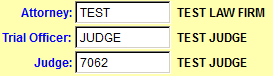 Attorney: TEST TEST LAW FIRM
Trial Officer: JUDGE TEST JUDGE
Judge: 7062 TEST JUDGE